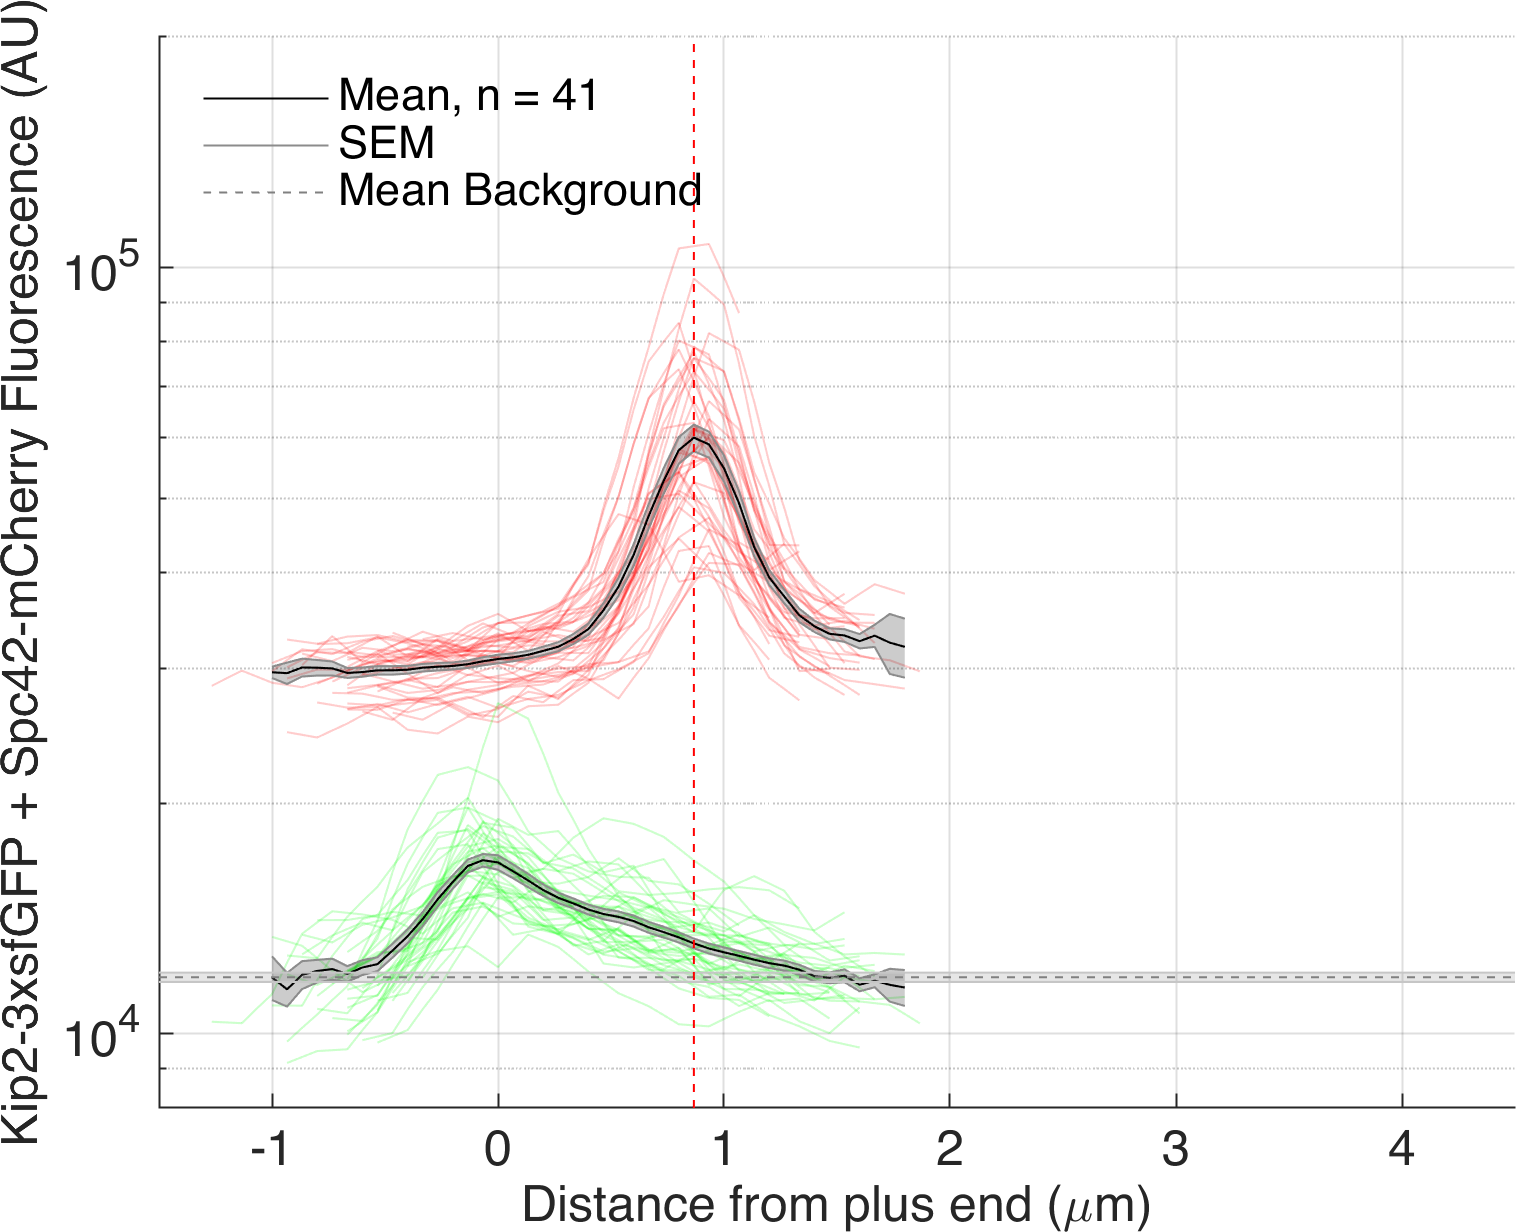 Kip2-3xsfGFP + Spc42-mCherry Fluorescence (AU)
Mean, n = 41
SEM
Mean Background
10^5
10^4
-1 0 1 2 3 4
Distance from plus end (μm)